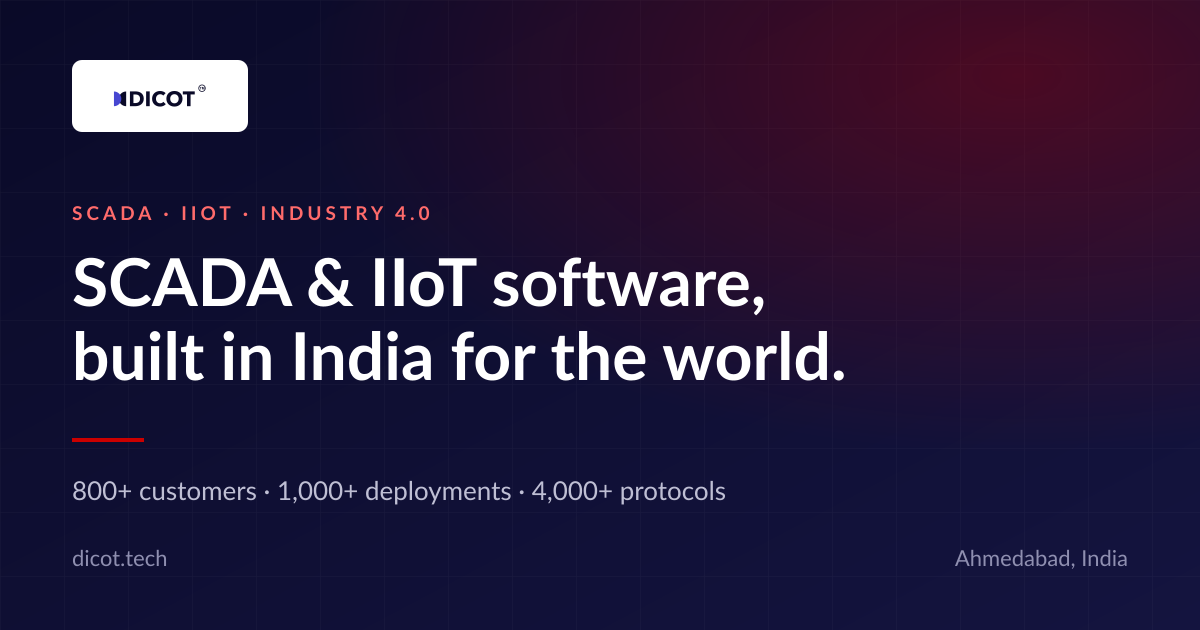 DICOT
SCADA · IIOT · INDUSTRY 4.0
SCADA & IIoT software,
built in India for the world.
800+ customers · 1,000+ deployments · 4,000+ protocols
dicot.tech
Ahmedabad, India